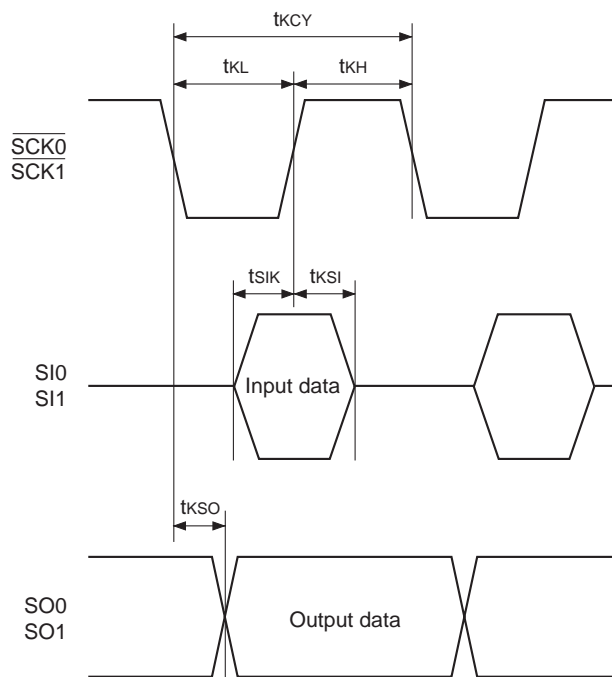 tKCY
tKL
tKH
SCK0
SCK1
tSIK
tKSI
SI0
SI1
Input data
tKSO
SO0
SO1
Output data